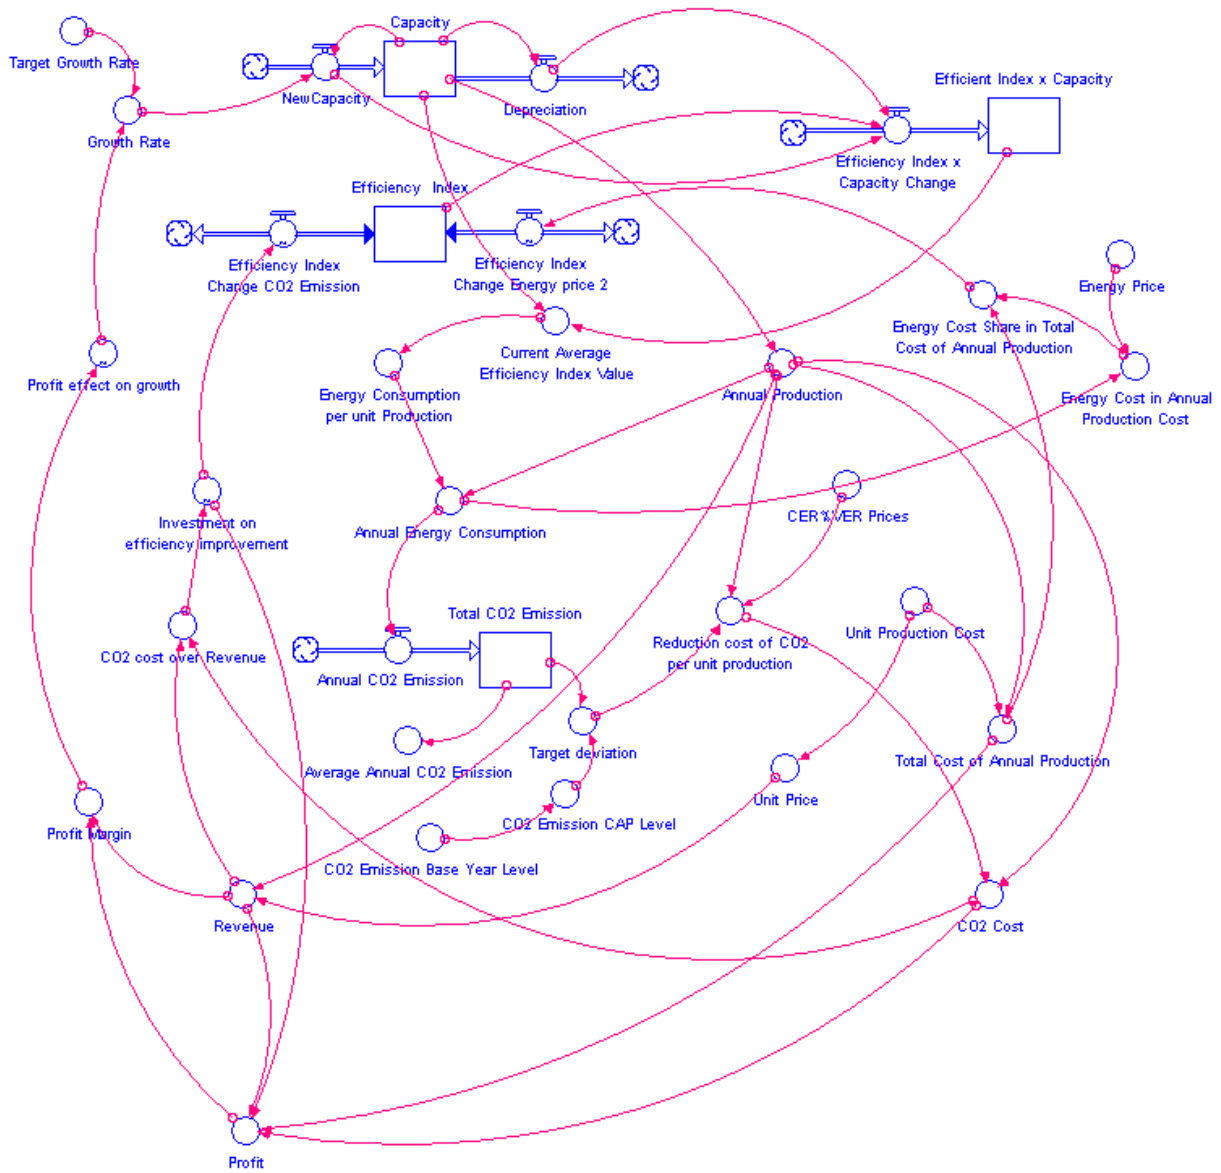 Capacity
Target Growth Rate
NewCapacity
Depreciation
Efficient Index x Capacity
Growth Rate
Efficiency Index x
Capacity Change
Efficiency Index
Efficiency Index
Change CO2 Emission
Efficiency Index
Change Energy price 2
Energy Price
Energy Cost Share in Total
Cost of Annual Production
Current Average
Efficiency Index Value
Profit effect on growth
Energy Consumption
per unit Production
Annual Production
Energy Cost in Annual
Production Cost
CER%VER Prices
Investment on
efficiency improvement
Annual Energy Consumption
Total CO2 Emission
Reduction cost of CO2
per unit production
Unit Production Cost
CO2 cost over Revenue
Annual CO2 Emission
Target deviation
Total Cost of Annual Production
Average Annual CO2 Emission
Unit Price
CO2 Emission CAP Level
Profit Margin
CO2 Emission Base Year Level
Revenue
CO2 Cost
Profit